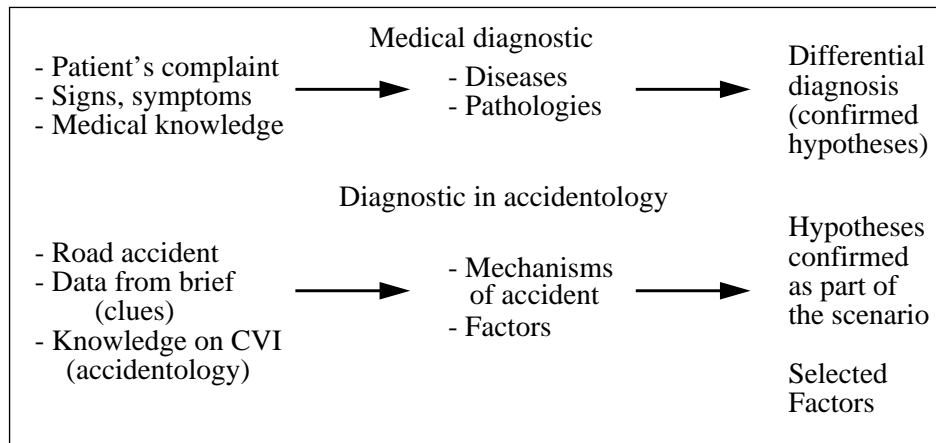 Medical diagnostic
- Patient's complaint
- Signs, symptoms
- Medical knowledge
- Diseases
- Pathologies
Differential
diagnosis
(confirmed
hypotheses)
Diagnostic in accidentology
- Road accident
- Data from brief
(clues)
- Knowledge on CVI
(accidentology)
- Mechanisms
of accident
- Factors
Hypotheses
confirmed
as part of
the scenario
Selected
Factors